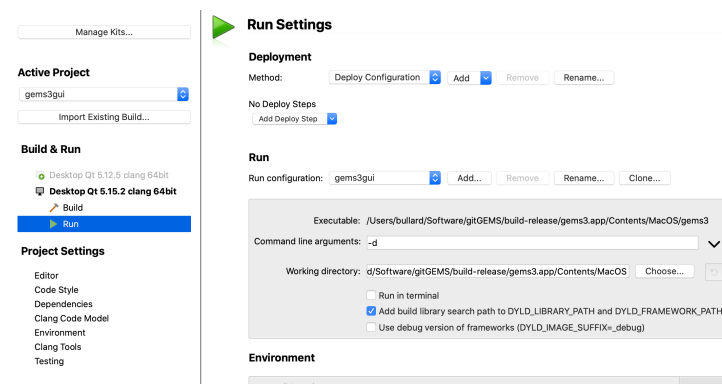 Manage Kits...
Active Project
gems3gui
Import Existing Build...
Build & Run
Desktop Qt 5.12.5 clang 64bit
Desktop Qt 5.15.2 clang 64bit
Build
Run
Project Settings
Editor
Code Style
Dependencies
Clang Code Model
Environment
Clang Tools
Testing
Run Settings
Deployment
Method: Deploy Configuration Add Remove Rename...
No Deploy Steps
Add Deploy Step
Run
Run configuration: gems3gui Add... Remove Rename... Clone...
Executable: /Users/bullard/Software/gitGEMS/build-release/gems3.app/Contents/MacOS/gems3
Command line arguments: -d
Working directory: d/Software/gitGEMS/build-release/gems3.app/Contents/MacOS Choose...
Run in terminal
Add build library search path to DYLD_LIBRARY_PATH and DYLD_FRAMEWORK_PATH
Use debug version of frameworks (DYLD_IMAGE_SUFFIX=_debug)
Environment